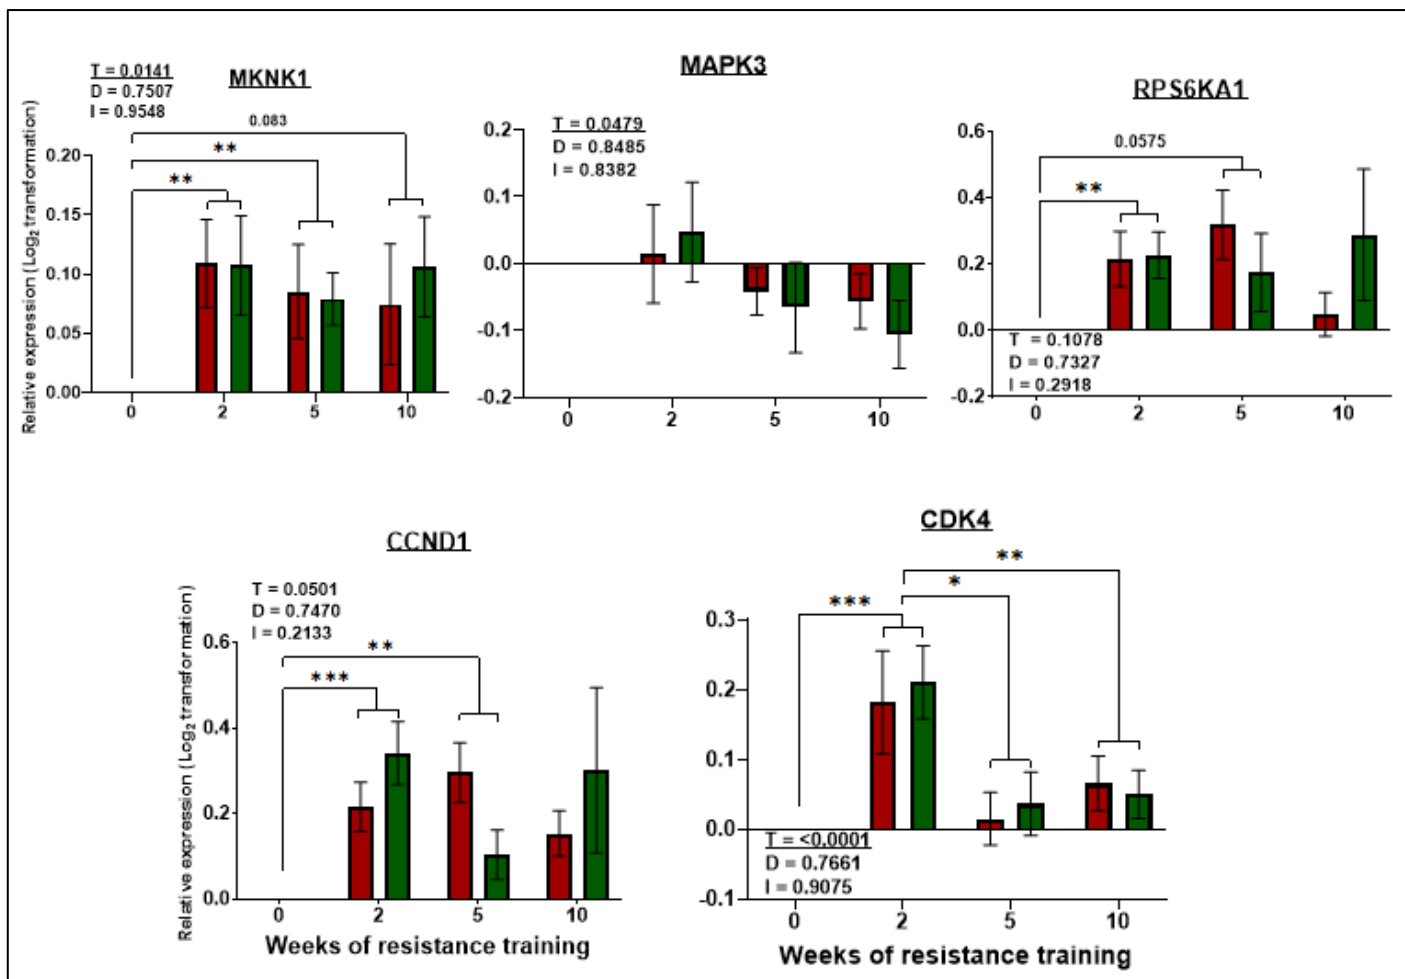 MKNK1
T = 0.0141
D = 0.7507
I = 0.9548
0.083
**
**
Relative expression (Log₂ transformation)
0.20
0.15
0.10
0.05
0.00
0 2 5 10
MAPK3
T = 0.0479
D = 0.8485
I = 0.8382
0.2
0.1
0.0
-0.1
-0.2
0 2 5 10
RPS6KA1
0.0575
**
0.6
0.4
0.2
0.0
-0.2
T = 0.1078
D = 0.7327
I = 0.2918
0 2 5 10
CCND1
T = 0.0501
D = 0.7470
I = 0.2133
**
***
Relative expression (Log₂ transformation)
0.6
0.4
0.2
0.0
0 2 5 10
Weeks of resistance training
CDK4
**
*
***
0.3
0.2
0.1
0.0
-0.1
T = <0.0001
D = 0.7661
I = 0.9075
0 2 5 10
Weeks of resistance training